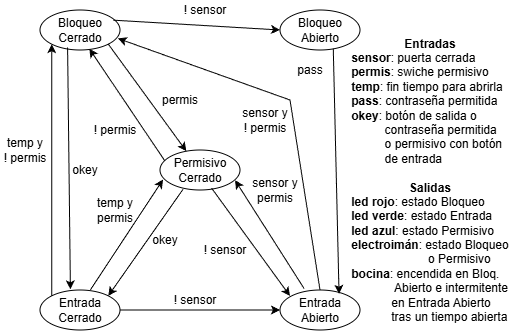 ! sensor
Bloqueo
Cerrado
Bloqueo
Abierto
Entradas
sensor: puerta cerrada
permis: swiche permisivo
temp: fin tiempo para abrirla
pass: contraseña permitida
okey: botón de salida o
contraseña permitida
o permisivo con botón
de entrada
pass
permis
sensor y
! permis
! permis
temp y
! permis
okey
Permisivo
Cerrado
temp y
permis
sensor y
permis
okey
! sensor
Salidas
led rojo: estado Bloqueo
led verde: estado Entrada
led azul: estado Permisivo
electroimán: estado Bloqueo
o Permisivo
bocina: encendida en Bloq.
Abierto e intermitente
en Entrada Abierto
tras un tiempo abierta
Entrada
Cerrado
! sensor
Entrada
Abierto